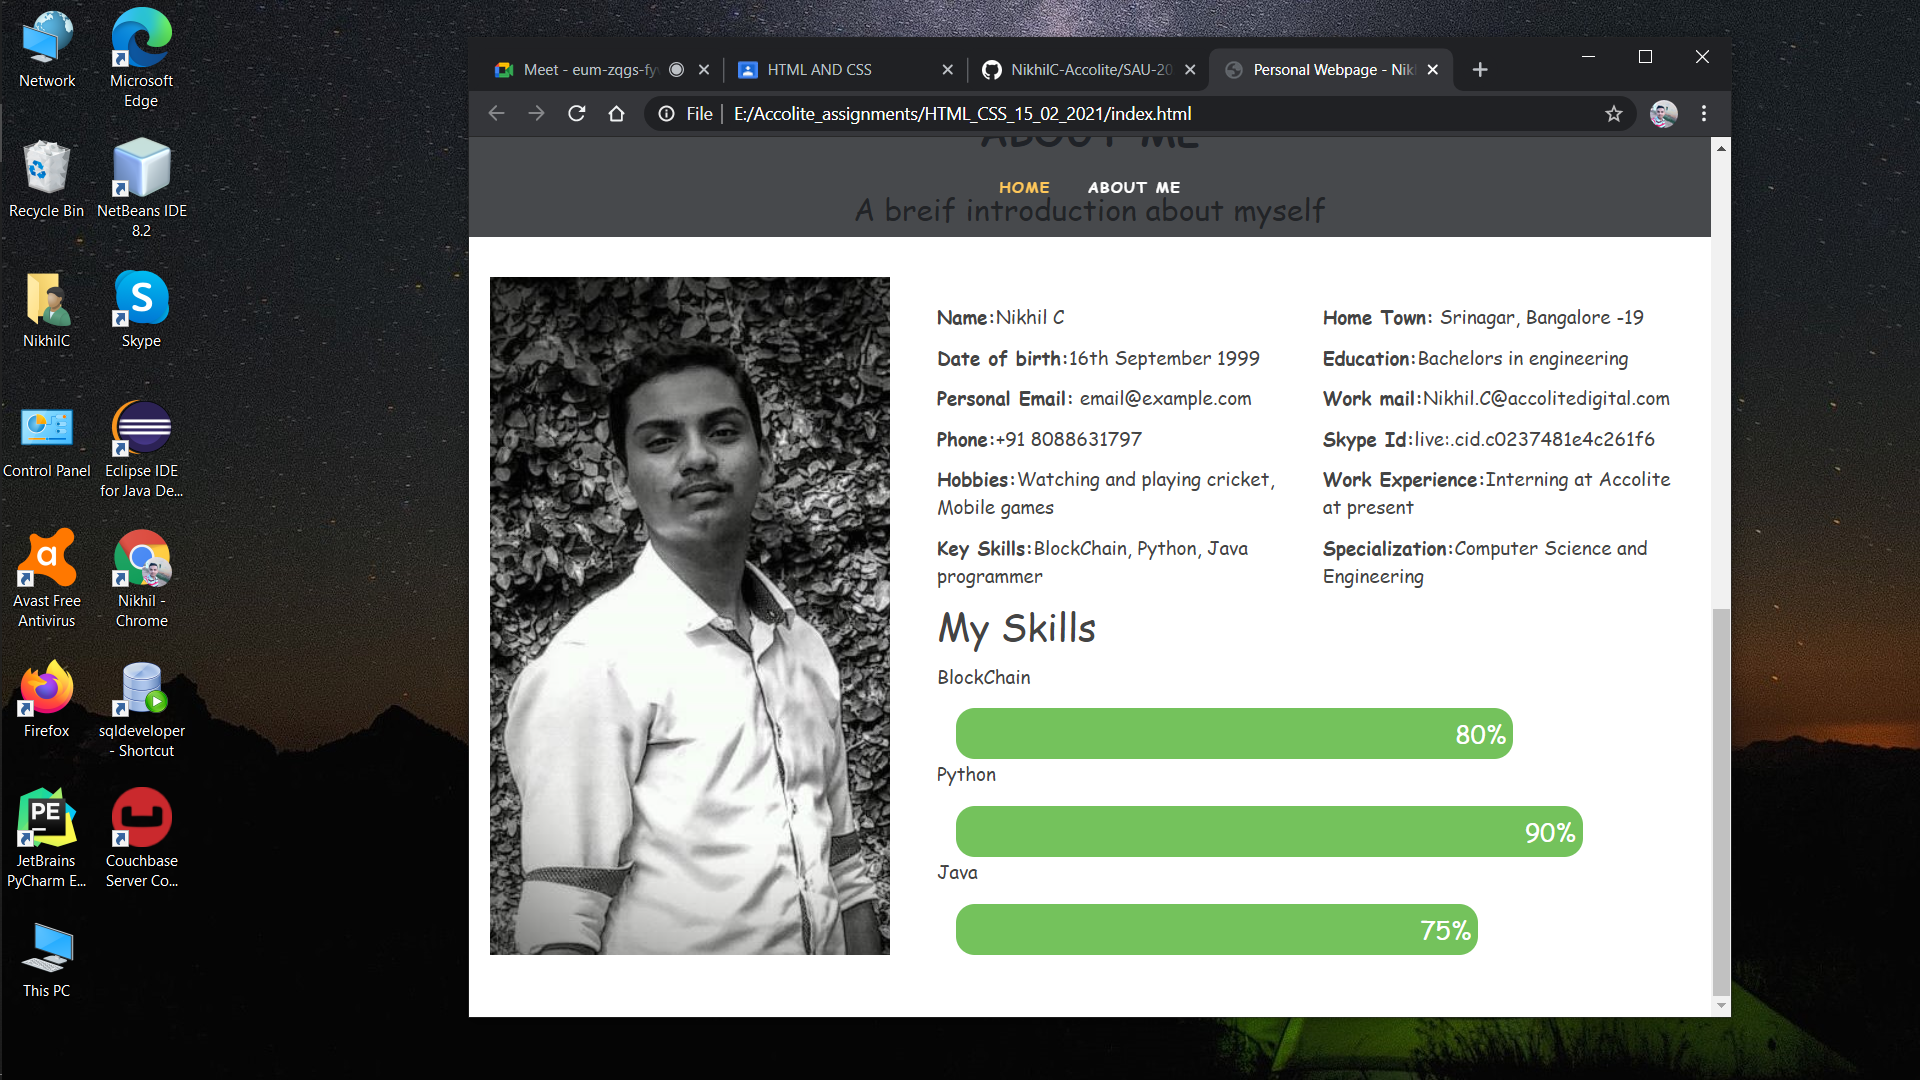 Network
Microsoft
Edge
Recycle Bin
NetBeans IDE
8.2
NikhilC
S
Skype
Control Panel
Eclipse IDE
for Java De...
a
Avast Free
Antivirus
Nikhil -
Chrome
Firefox
sqldeveloper
- Shortcut
PE
JetBrains
PyCharm E...
Couchbase
Server Co...
This PC
Meet - eum-zqgs-fy
HTML AND CSS
NikhilC-Accolite/SAU-20
Personal Webpage - Nik
File
E:/Accolite_assignments/HTML_CSS_15_02_2021/index.html
ABOUT ME
HOME ABOUT ME
A breif introduction about myself
Name:Nikhil C
Date of birth:16th September 1999
Personal Email: email@example.com
Phone:+91 8088631797
Hobbies:Watching and playing cricket,
Mobile games
Key Skills:BlockChain, Python, Java
programmer
Home Town: Srinagar, Bangalore -19
Education:Bachelors in engineering
Work mail:Nikhil.C@accolitedigital.com
Skype Id:live:.cid.c0237481e4c261f6
Work Experience:Interning at Accolite
at present
Specialization:Computer Science and
Engineering
My Skills
BlockChain
80%
Python
90%
Java
75%